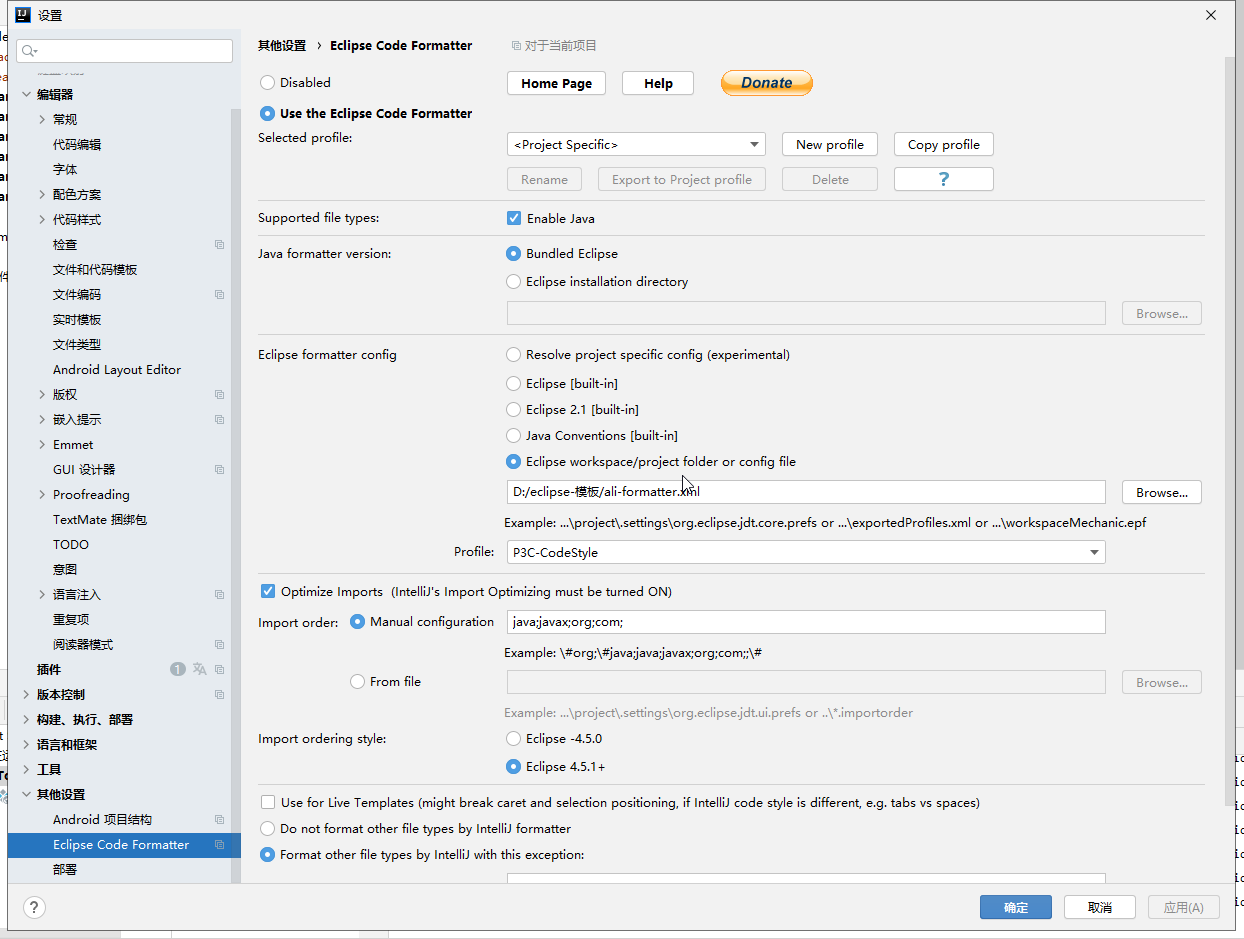 设置
其他设置 › Eclipse Code Formatter 对于当前项目
编辑器
常规
代码编辑
字体
配色方案
代码样式
检查
文件和代码模板
文件编码
实时模板
文件类型
Android Layout Editor
版权
嵌入提示
Emmet
GUI 设计器
Proofreading
TextMate 捆绑包
TODO
意图
语言注入
重复项
阅读器模式
插件 1
版本控制
构建、执行、部署
语言和框架
工具
其他设置
Android 项目结构
Eclipse Code Formatter
部署
Disabled Home Page Help Donate
Use the Eclipse Code Formatter
Selected profile: <Project Specific> New profile Copy profile
Rename Export to Project profile Delete ?
Supported file types: Enable Java
Java formatter version: Bundled Eclipse
Eclipse installation directory
Browse...
Eclipse formatter config Resolve project specific config (experimental)
Eclipse [built-in]
Eclipse 2.1 [built-in]
Java Conventions [built-in]
Eclipse workspace/project folder or config file
D:/eclipse-模板/ali-formatter.xml Browse...
Example: ...\project\.settings\org.eclipse.jdt.core.prefs or ...\exportedProfiles.xml or ...\workspaceMechanic.epf
Profile: P3C-CodeStyle
Optimize Imports (IntelliJ's Import Optimizing must be turned ON)
Import order: Manual configuration java;javax;org;com;
Example: \#org;\#java;java;javax;org;com;;\#
From file Browse...
Example: ...\project\.settings\org.eclipse.jdt.ui.prefs or ..\*.importorder
Import ordering style: Eclipse -4.5.0
Eclipse 4.5.1+
Use for Live Templates (might break caret and selection positioning, if IntelliJ code style is different, e.g. tabs vs spaces)
Do not format other file types by IntelliJ formatter
Format other file types by IntelliJ with this exception:
? 确定 取消 应用(A)